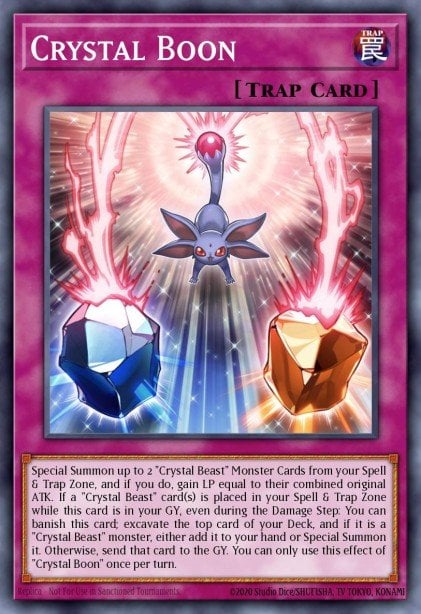 Crystal Boon
TRAP
罠
[Trap Card]
Special Summon up to 2 "Crystal Beast" Monster Cards from your Spell
& Trap Zone, and if you do, gain LP equal to their combined original
ATK. If a "Crystal Beast" card(s) is placed in your Spell & Trap Zone
while this card is in your GY, even during the Damage Step: You can
banish this card; excavate the top card of your Deck, and if it is a
"Crystal Beast" monster, either add it to your hand or Special Summon
it. Otherwise, send that card to the GY. You can only use this effect of
"Crystal Boon" once per turn.
Replica - Not For Use in Sanctioned Tournaments
©2020 Studio Dice/SHUEISHA, TV TOKYO, KONAMI